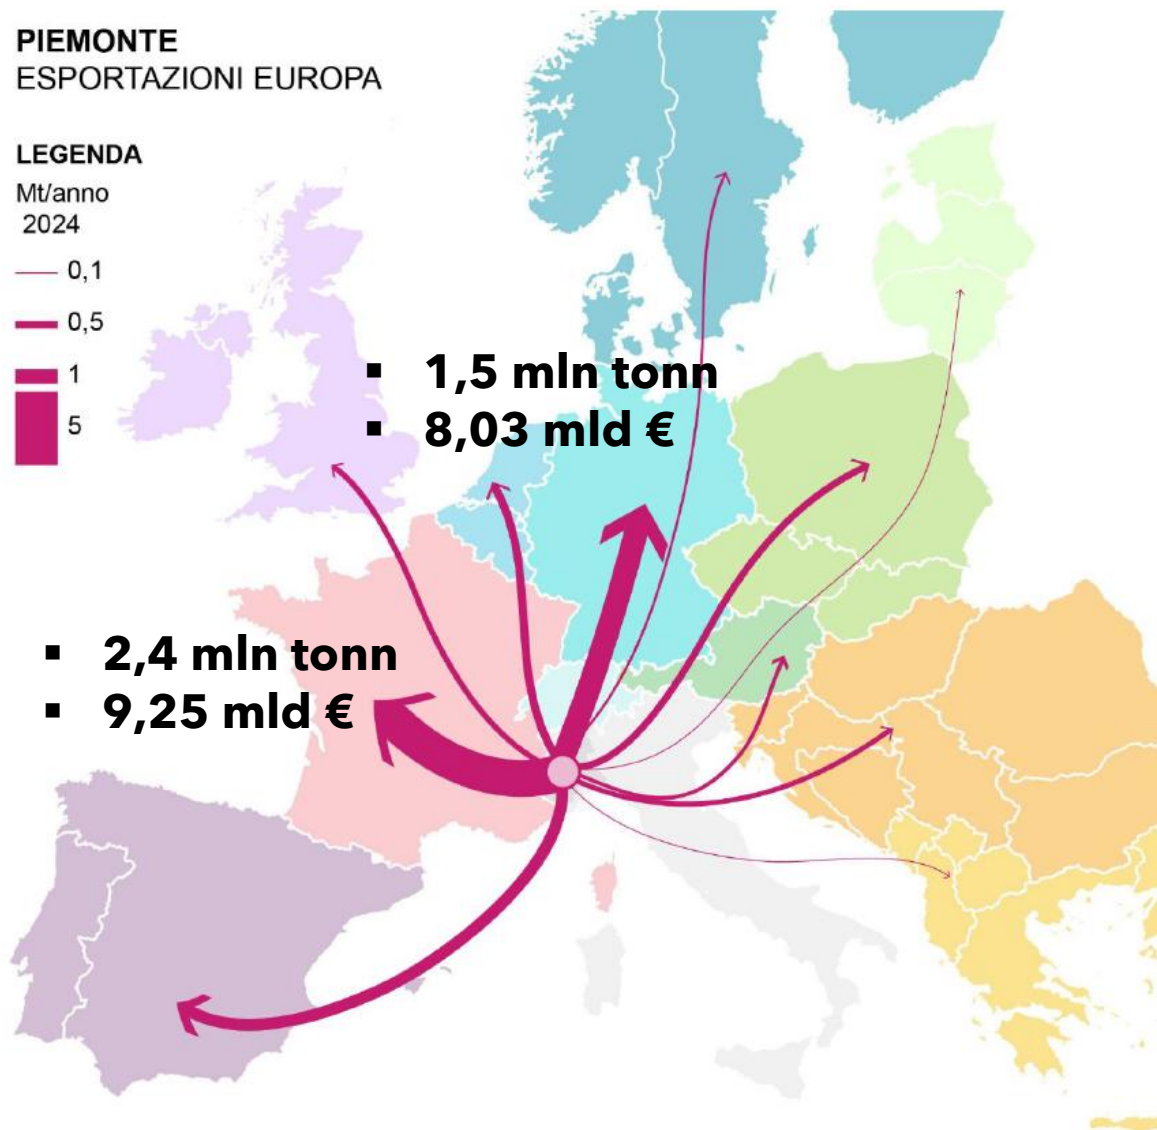 PIEMONTE
ESPORTAZIONI EUROPA
LEGENDA
Mt/anno
2024
0,1
0,5
1
5
▪ 1,5 mln tonn
▪ 8,03 mld €
▪ 2,4 mln tonn
▪ 9,25 mld €